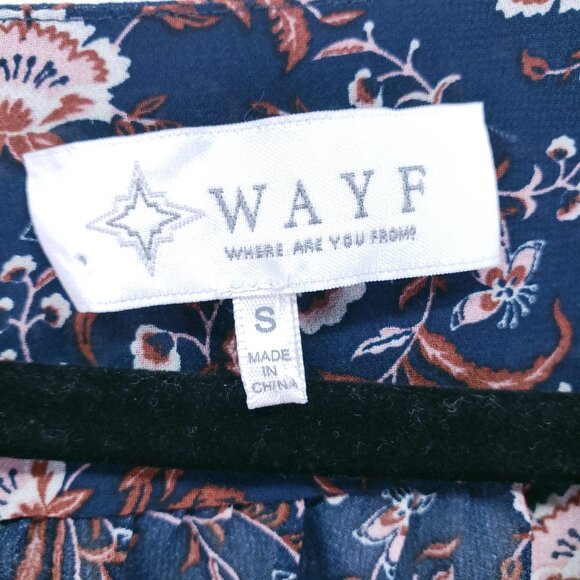 WAYF
WHERE ARE YOU FROM?
S
MADE
IN
CHINA